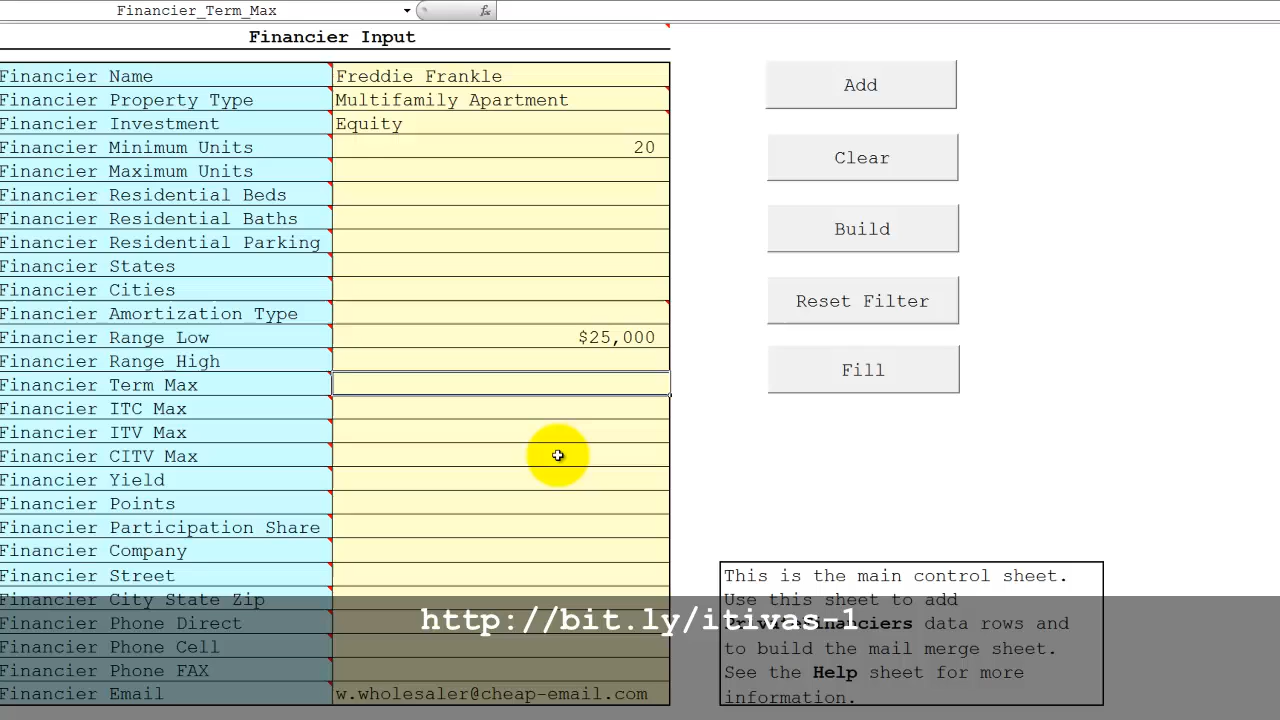 Financier_Term_Max
fx
Financier Input
Financier Name Freddie Frankle
Financier Property Type Multifamily Apartment
Financier Investment Equity
Financier Minimum Units 20
Financier Maximum Units
Financier Residential Beds
Financier Residential Baths
Financier Residential Parking
Financier States
Financier Cities
Financier Amortization Type
Financier Range Low $25,000
Financier Range High
Financier Term Max
Financier ITC Max
Financier ITV Max
Financier CITV Max
Financier Yield
Financier Points
Financier Participation Share
Financier Company
Financier Street
Financier City State Zip
Financier Phone Direct
Financier Phone Cell
Financier Phone FAX
Financier Email w.wholesaler@cheap-email.com
Add
Clear
Build
Reset Filter
Fill
This is the main control sheet.
Use this sheet to add
PrivateFinanciers data rows and
to build the mail merge sheet.
See the Help sheet for more
information.
http://bit.ly/itivas-1